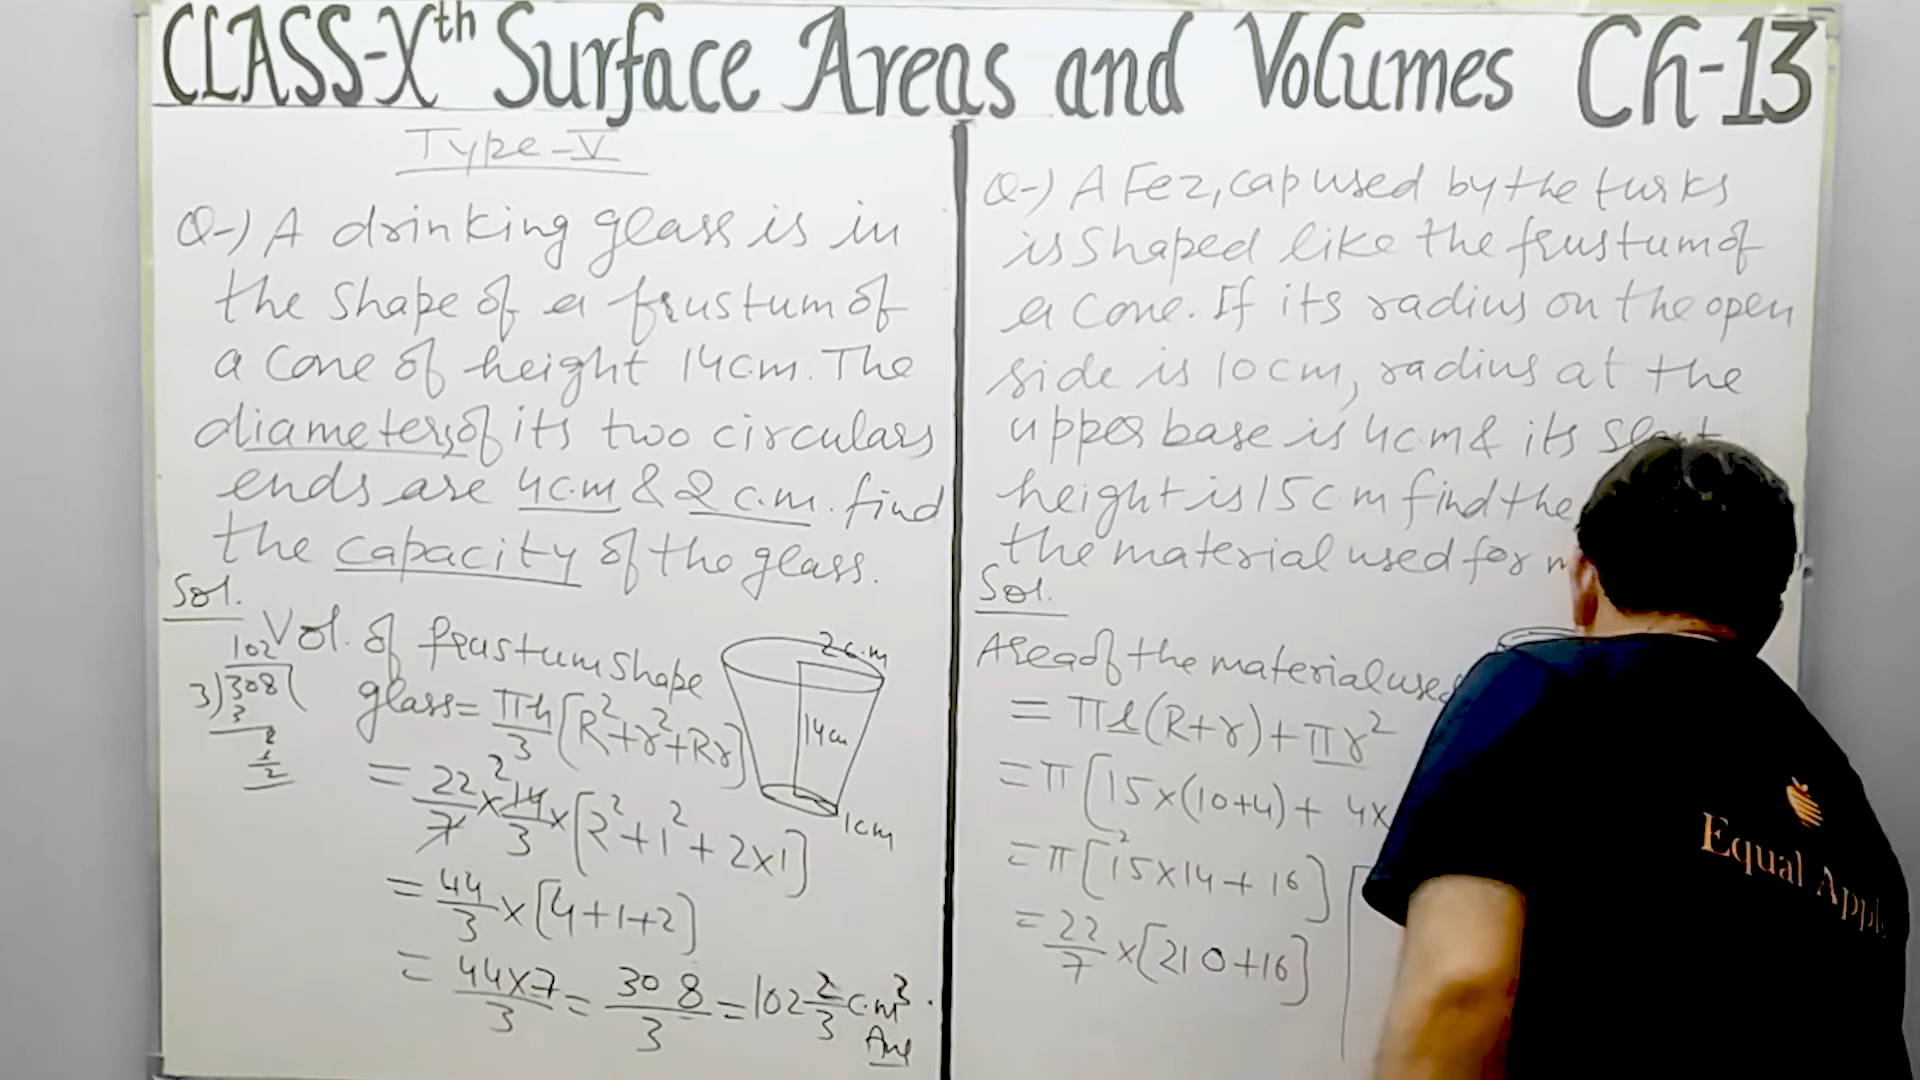 CLASS-Xth Surface Areas and Volumes Ch-13
Type-V
Q-) A drinking glass is in
the shape of a frustum of
a cone of height 14cm. The
diameters of its two circulars
ends are 4c.m & 2 c.m. find
the capacity of the glass.
Sol.
102
3)308(
3
8
6
2
Vol. of frustum shape
glass = πh/3 [R²+r²+Rr]
= 22/7 × 14/3 × [2²+1²+2×1]
2
= 44/3 × [4+1+2]
= 44×7/3 = 308/3 = 102 2/3 c.m³.
Ans
2c.m
14cm
1cm
Q-) A Fez, cap used by the turks
is shaped like the frustum of
a cone. If its radius on the open
side is 10cm, radius at the
upper base is 4c.m & its slant
height is 15c.m find the
the material used for
Sol.
Area of the material used
= πl(R+r)+πr²
= π[15×(10+4)+ 4×
= π[15×14+16]
2
= 22/7 ×[210+16]
Equal Apple